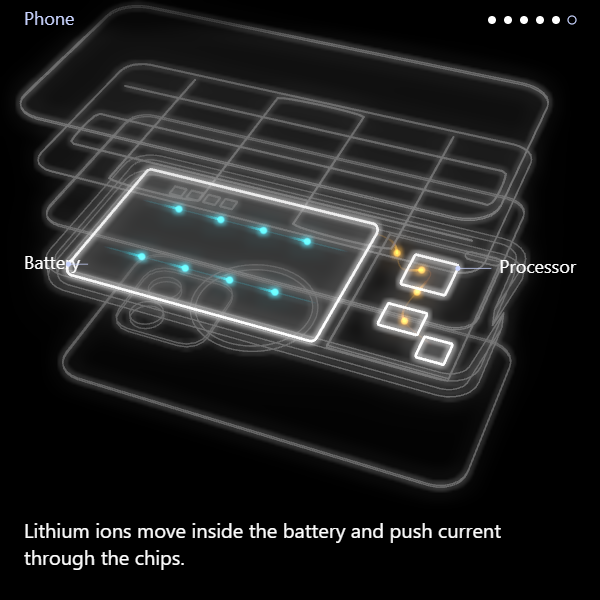 Phone
Battery
Processor
Lithium ions move inside the battery and push current
through the chips.